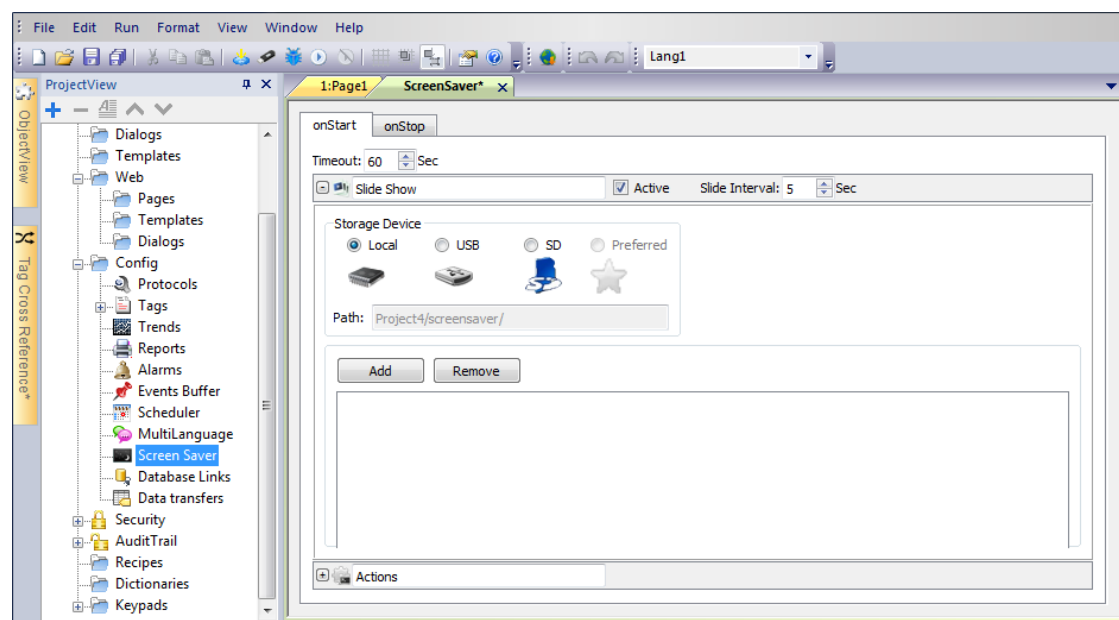 File Edit Run Format View Window Help
Lang1
ObjectView
Tag Cross Reference*
ProjectView
Dialogs
Templates
Web
Pages
Templates
Dialogs
Config
Protocols
Tags
Trends
Reports
Alarms
Events Buffer
Scheduler
MultiLanguage
Screen Saver
Database Links
Data transfers
Security
AuditTrail
Recipes
Dictionaries
Keypads
1:Page1 ScreenSaver*
onStart onStop
Timeout: 60 Sec
Slide Show Active Slide Interval: 5 Sec
Storage Device
Local USB SD Preferred
Path: Project4/screensaver/
Add Remove
Actions